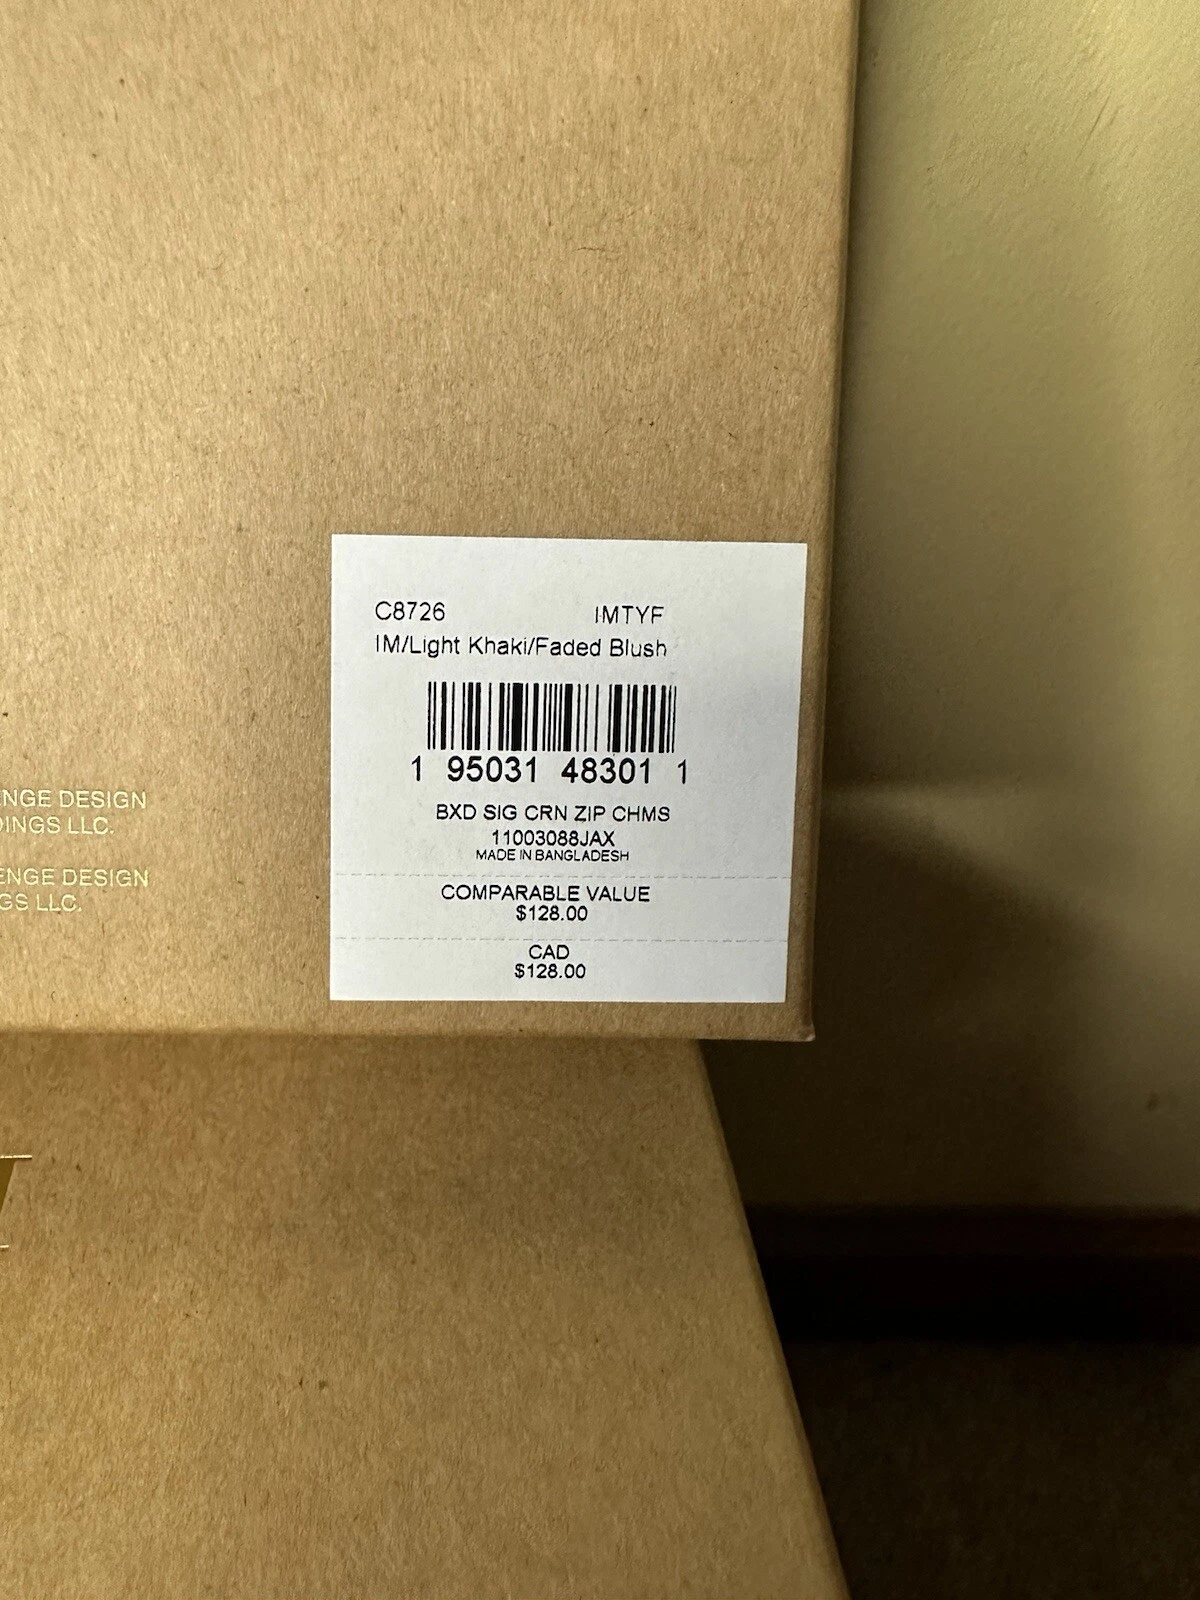 C8726 IMTYF
IM/Light Khaki/Faded Blush
1 95031 48301 1
BXD SIG CRN ZIP CHMS
11003088JAX
MADE IN BANGLADESH
COMPARABLE VALUE
$128.00
CAD
$128.00
ENGE DESIGN
DINGS LLC.
ENGE DESIGN
GS LLC.